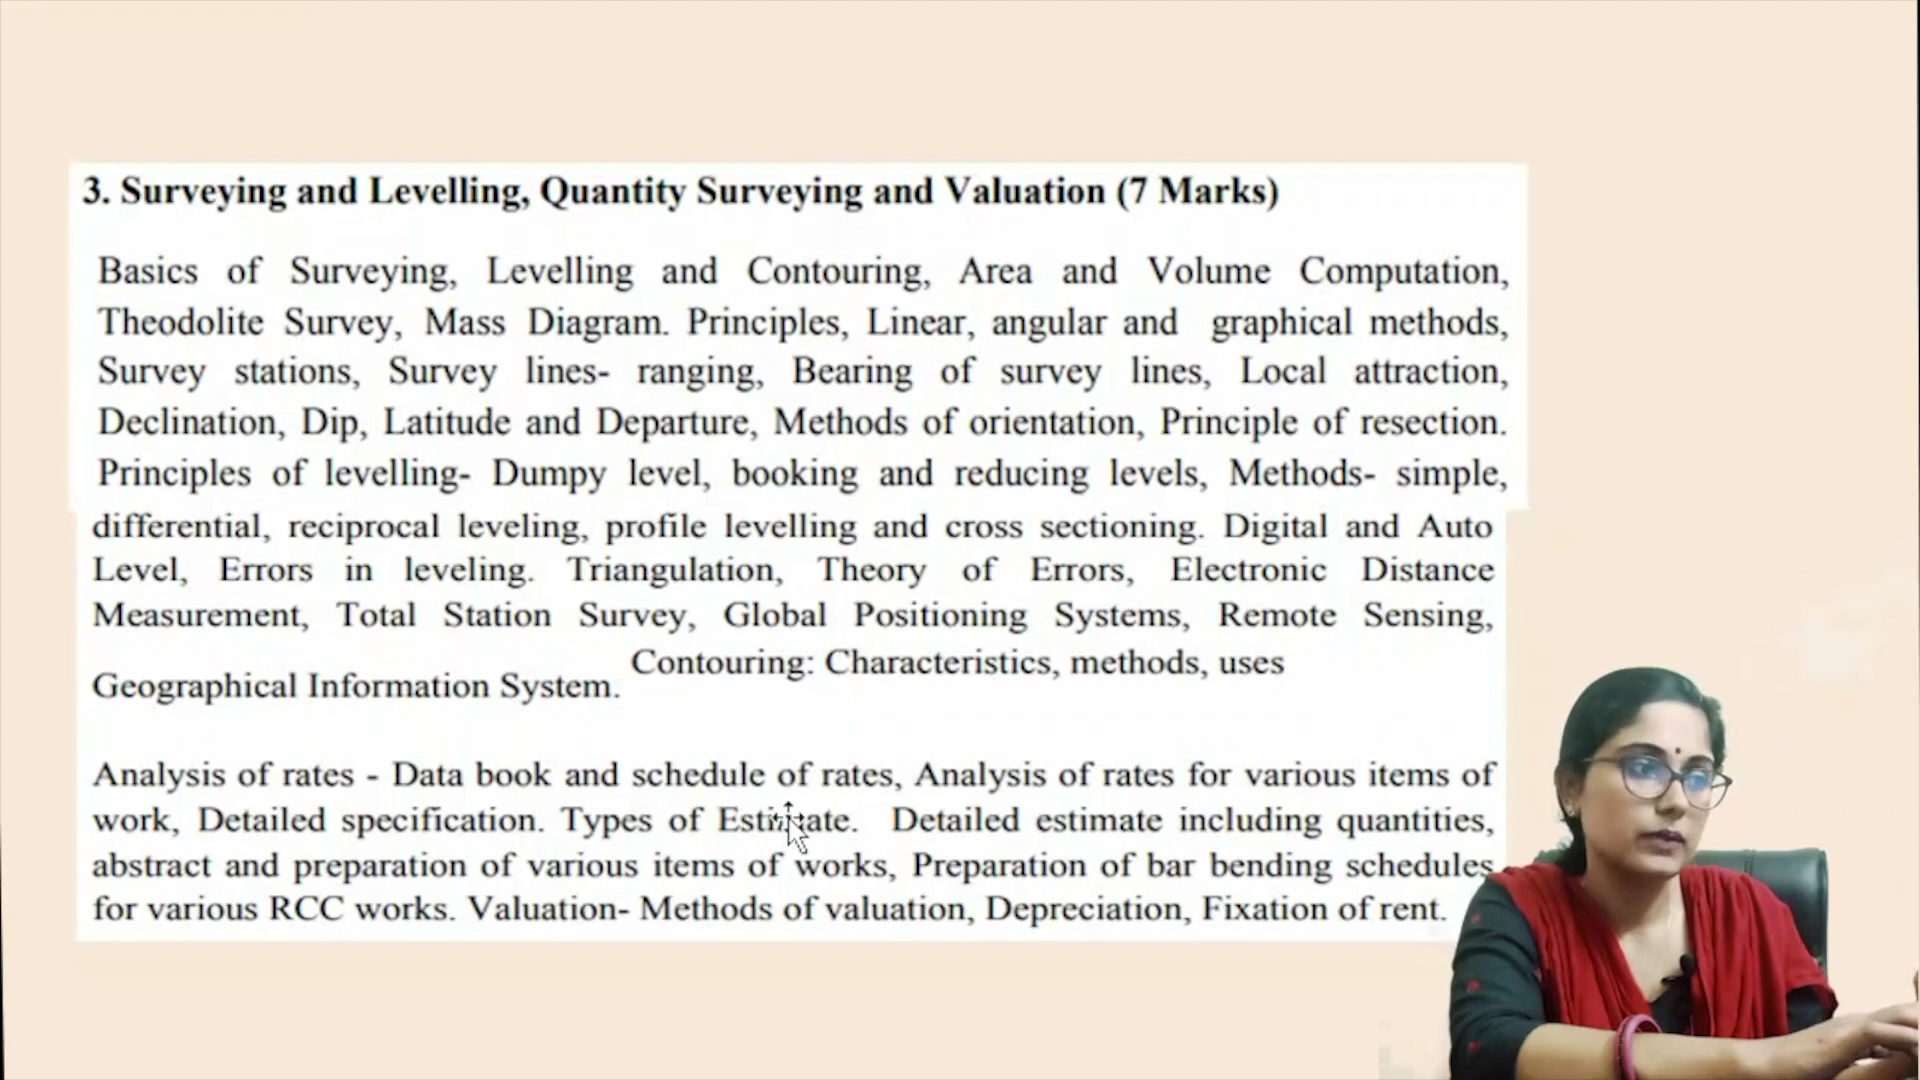 3. Surveying and Levelling, Quantity Surveying and Valuation (7 Marks)
Basics of Surveying, Levelling and Contouring, Area and Volume Computation,
Theodolite Survey, Mass Diagram. Principles, Linear, angular and graphical methods,
Survey stations, Survey lines- ranging, Bearing of survey lines, Local attraction,
Declination, Dip, Latitude and Departure, Methods of orientation, Principle of resection.
Principles of levelling- Dumpy level, booking and reducing levels, Methods- simple,
differential, reciprocal leveling, profile levelling and cross sectioning. Digital and Auto
Level, Errors in leveling. Triangulation, Theory of Errors, Electronic Distance
Measurement, Total Station Survey, Global Positioning Systems, Remote Sensing,
Geographical Information System. Contouring: Characteristics, methods, uses
Analysis of rates - Data book and schedule of rates, Analysis of rates for various items of
work, Detailed specification. Types of Estimate. Detailed estimate including quantities,
abstract and preparation of various items of works, Preparation of bar bending schedules
for various RCC works. Valuation- Methods of valuation, Depreciation, Fixation of rent.